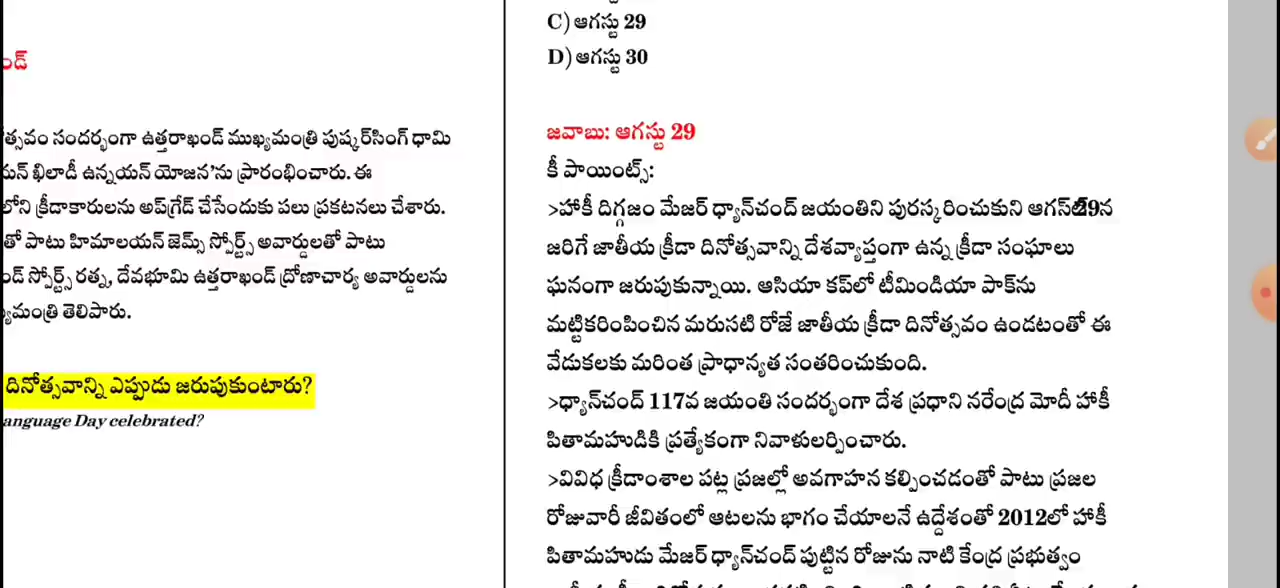 ండ్
త్సవం సందర్భంగా ఉత్తరాఖండ్ ముఖ్యమంత్రి పుష్కర్‌సింగ్ ధామి
మన్ ఖిలాడీ ఉన్నయన్ యోజన'ను ప్రారంభించారు. ఈ
లోని క్రీడాకారులను అప్‌గ్రేడ్ చేసేందుకు పలు ప్రకటనలు చేశారు.
తో పాటు హిమాలయన్ జెమ్స్ స్పోర్ట్స్ అవార్డులతో పాటు
ండ్ స్పోర్ట్స్ రత్న, దేవభూమి ఉత్తరాఖండ్ ద్రోణాచార్య అవార్డులను
్యమంత్రి తెలిపారు.
దినోత్సవాన్ని ఎప్పుడు జరుపుకుంటారు?
anguage Day celebrated?
C) ఆగస్టు 29
D) ఆగస్టు 30
జవాబు: ఆగస్టు 29
కీ పాయింట్స్:
>హాకీ దిగ్గజం మేజర్ ధ్యాన్‌చంద్ జయంతిని పురస్కరించుకుని
జరిగే జాతీయ క్రీడా దినోత్సవాన్ని దేశవ్యాప్తంగా ఉన్న క్రీడా సంఘాలు
ఘనంగా జరుపుకున్నాయి. ఆసియా కప్‌లో టీమిండియా పాక్‌ను
మట్టికరింపించిన మరుసటి రోజే జాతీయ క్రీడా దినోత్సవం ఉండటంతో ఈ
వేడుకలకు మరింత ప్రాధాన్యత సంతరించుకుంది.
>ధ్యాన్‌చంద్ 117వ జయంతి సందర్భంగా దేశ ప్రధాని నరేంద్ర మోదీ హాకీ
పితామహుడికి ప్రత్యేకంగా నివాళులర్పించారు.
>వివిధ క్రీడాంశాల పట్ల ప్రజల్లో అవగాహన కల్పించడంతో పాటు ప్రజల
రోజువారీ జీవితంలో ఆటలను భాగం చేయాలనే ఉద్దేశంతో 2012లో హాకీ
పితామహుడు మేజర్ ధ్యాన్‌చంద్ పుట్టిన రోజును నాటి కేంద్ర ప్రభుత్వం